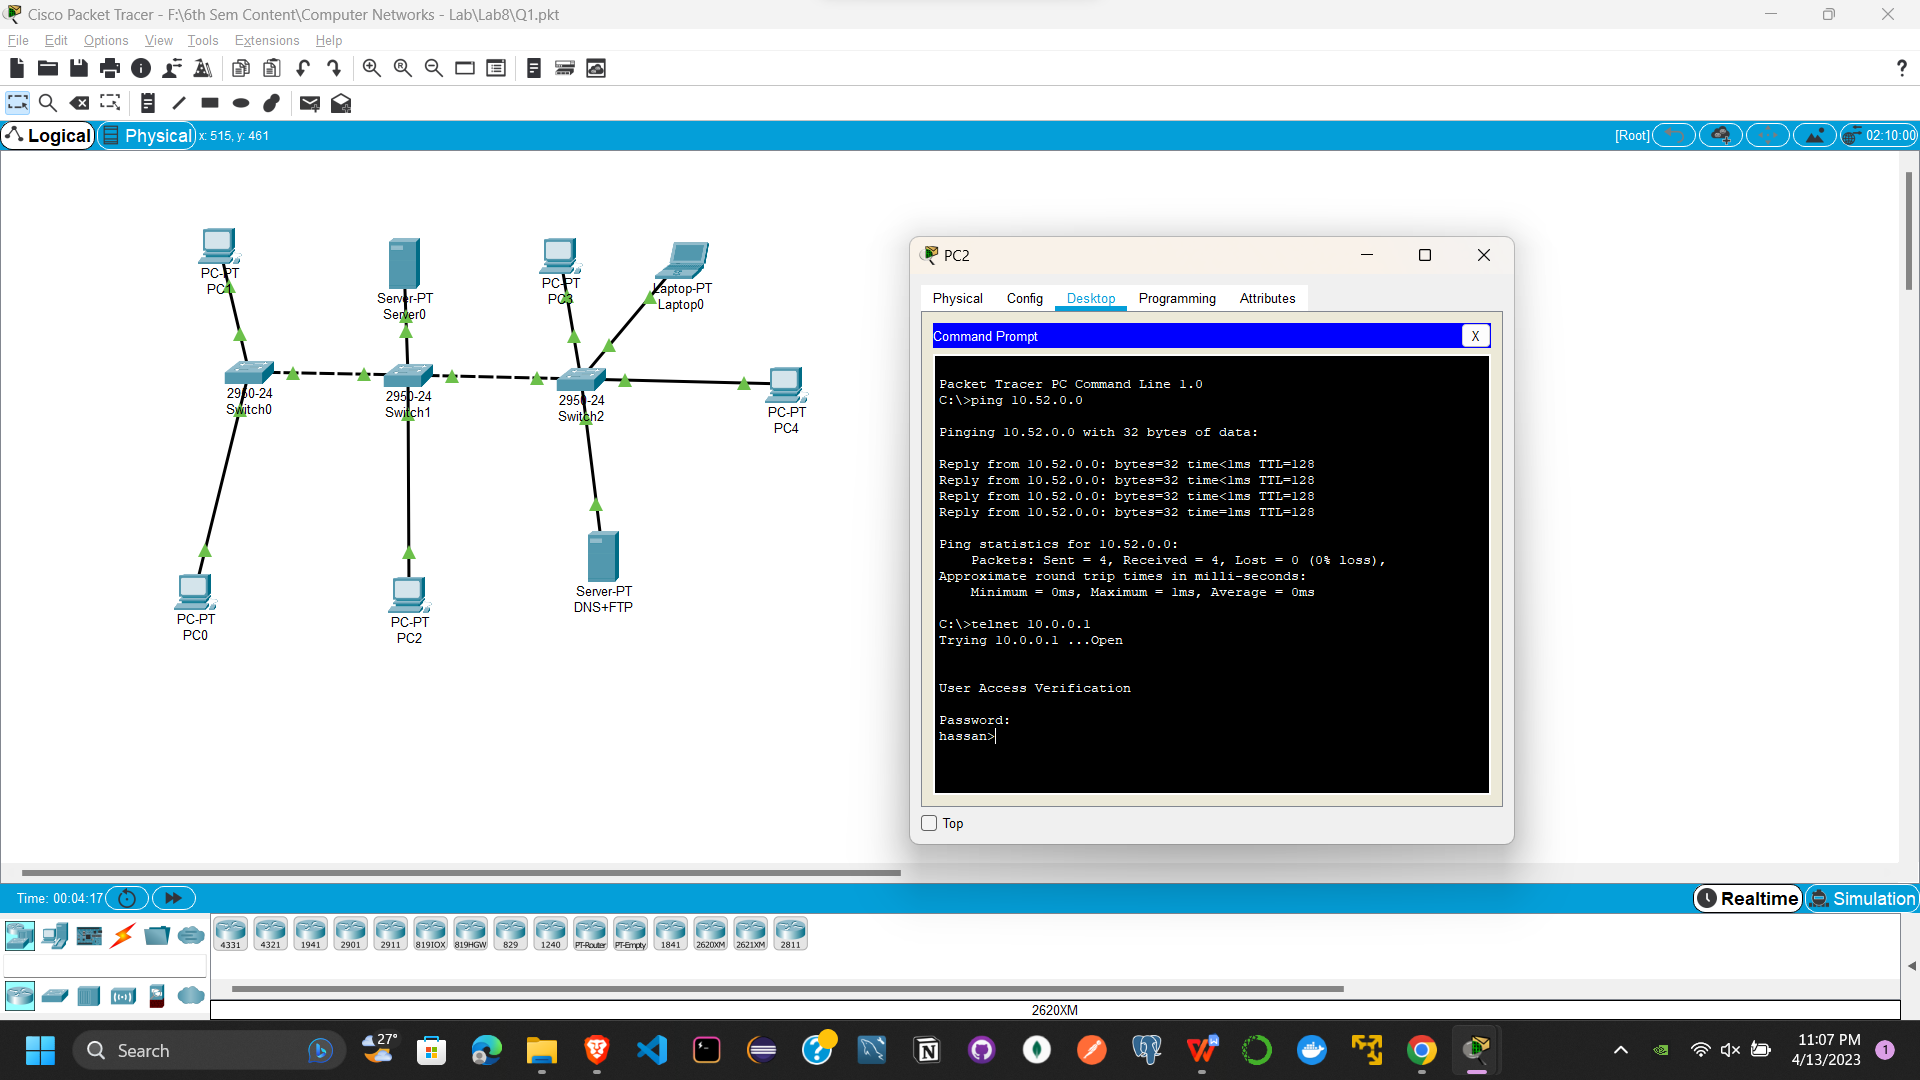 Cisco Packet Tracer - F:\6th Sem Content\Computer Networks - Lab\Lab8\Q1.pkt
File Edit Options View Tools Extensions Help
?
Logical Physical x: 515, y: 461 [Root] 02:10:00
PC-PT
PC1
Server-PT
Server0
PC-PT
PC3
Laptop-PT
Laptop0
2950-24
Switch0
2950-24
Switch1
2950-24
Switch2
PC-PT
PC4
PC-PT
PC0
PC-PT
PC2
Server-PT
DNS+FTP
PC2
Physical Config Desktop Programming Attributes
Command Prompt X
Packet Tracer PC Command Line 1.0
C:\>ping 10.52.0.0
Pinging 10.52.0.0 with 32 bytes of data:
Reply from 10.52.0.0: bytes=32 time<1ms TTL=128
Reply from 10.52.0.0: bytes=32 time<1ms TTL=128
Reply from 10.52.0.0: bytes=32 time<1ms TTL=128
Reply from 10.52.0.0: bytes=32 time=1ms TTL=128
Ping statistics for 10.52.0.0:
Packets: Sent = 4, Received = 4, Lost = 0 (0% loss),
Approximate round trip times in milli-seconds:
Minimum = 0ms, Maximum = 1ms, Average = 0ms
C:\>telnet 10.0.0.1
Trying 10.0.0.1 ...Open
User Access Verification
Password:
hassan>
Top
Time: 00:04:17 Realtime Simulation
4331 4321 1941 2901 2911 819IOX 819HGW 829 1240 PT-Router PT-Empty 1841 2620XM 2621XM 2811
2620XM
Search 27° 11:07 PM
4/13/2023 1